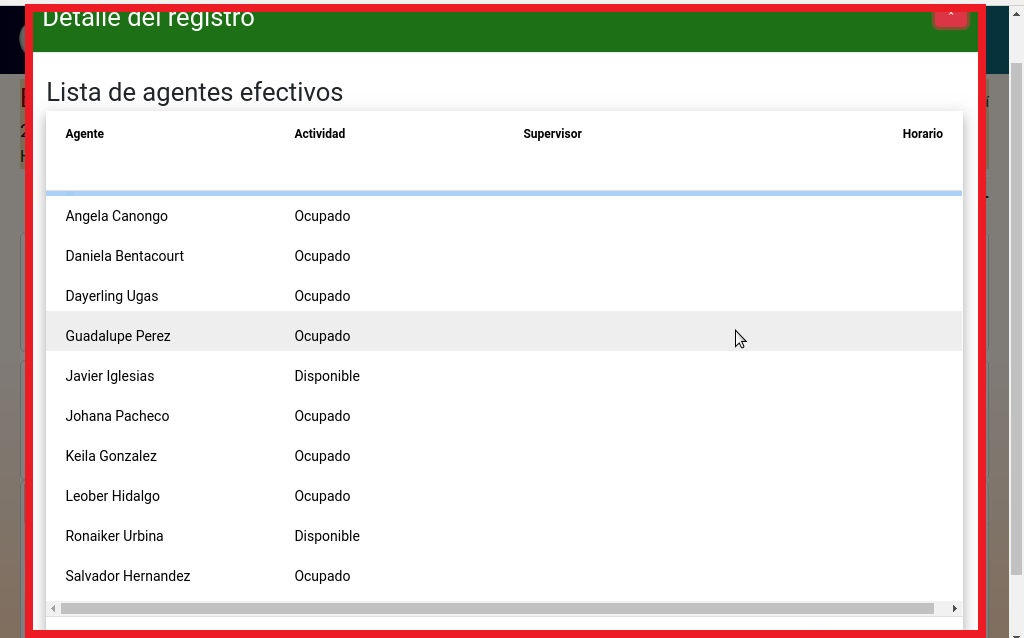 Detalle del registro
Lista de agentes efectivos
Agente Actividad Supervisor Horario
Angela Canongo Ocupado
Daniela Bentacourt Ocupado
Dayerling Ugas Ocupado
Guadalupe Perez Ocupado
Javier Iglesias Disponible
Johana Pacheco Ocupado
Keila Gonzalez Ocupado
Leober Hidalgo Ocupado
Ronaiker Urbina Disponible
Salvador Hernandez Ocupado